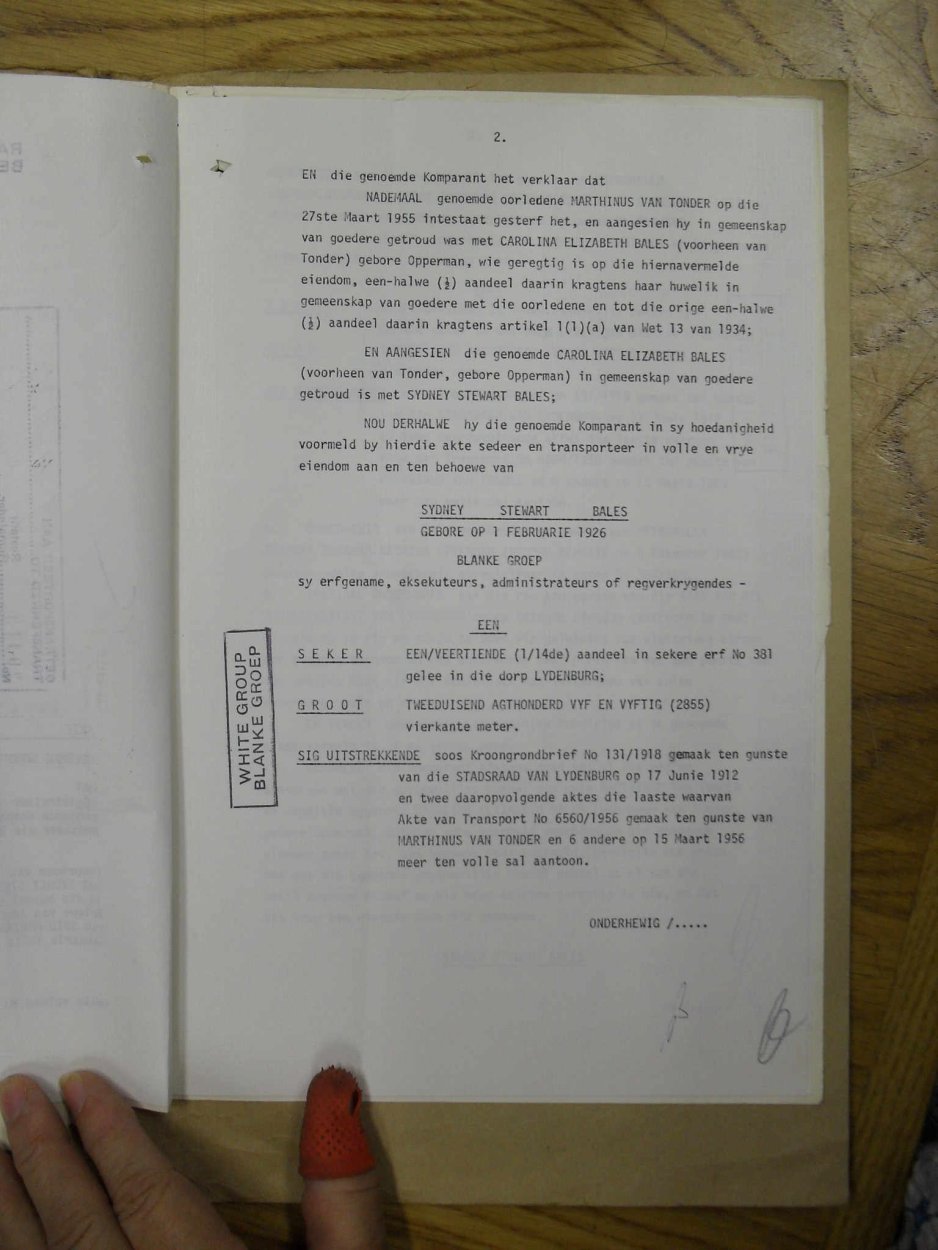 2.
EN die genoemde Komparant het verklaar dat
NADEMAAL genoemde oorledene MARTHINUS VAN TONDER op die
27ste Maart 1955 intestaat gesterf het, en aangesien hy in gemeenskap
van goedere getroud was met CAROLINA ELIZABETH BALES (voorheen van
Tonder) gebore Opperman, wie geregtig is op die hiernavermelde
eiendom, een-halwe (½) aandeel daarin kragtens haar huwelik in
gemeenskap van goedere met die oorledene en tot die orige een-halwe
(½) aandeel daarin kragtens artikel 1(1)(a) van Wet 13 van 1934;
EN AANGESIEN die genoemde CAROLINA ELIZABETH BALES
(voorheen van Tonder, gebore Opperman) in gemeenskap van goedere
getroud is met SYDNEY STEWART BALES;
NOU DERHALWE hy die genoemde Komparant in sy hoedanigheid
voormeld by hierdie akte sedeer en transporteer in volle en vrye
eiendom aan en ten behoewe van
SYDNEY STEWART BALES
GEBORE OP 1 FEBRUARIE 1926
BLANKE GROEP
sy erfgename, eksekuteurs, administrateurs of regverkrygendes -
EEN
SEKER EEN/VEERTIENDE (1/14de) aandeel in sekere erf No 381
gelee in die dorp LYDENBURG;
GROOT TWEEDUISEND AGTHONDERD VYF EN VYFTIG (2855)
vierkante meter.
SIG UITSTREKKENDE soos Kroongrondbrief No 131/1918 gemaak ten gunste
van die STADSRAAD VAN LYDENBURG op 17 Junie 1912
en twee daaropvolgende aktes die laaste waarvan
Akte van Transport No 6560/1956 gemaak ten gunste van
MARTHINUS VAN TONDER en 6 andere op 15 Maart 1956
meer ten volle sal aantoon.
ONDERHEWIG /.....
WHITE GROUP
BLANKE GROEP